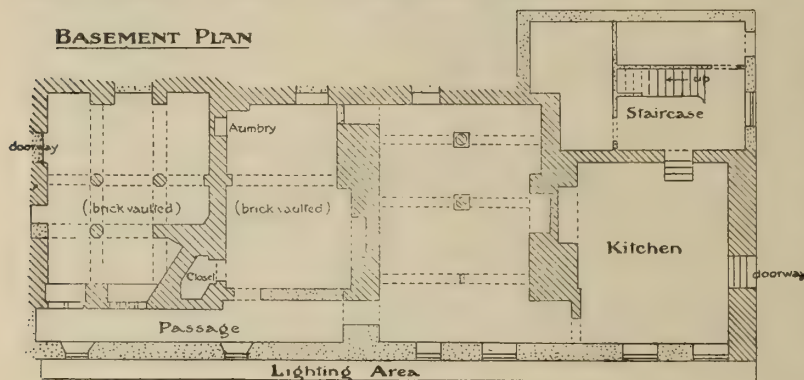 BASEMENT PLAN
up
Staircase
Aumbry
doorway
(brick vaulted)
(brick vaulted)
Kitchen
Closet
doorway
Passage
Lighting Area